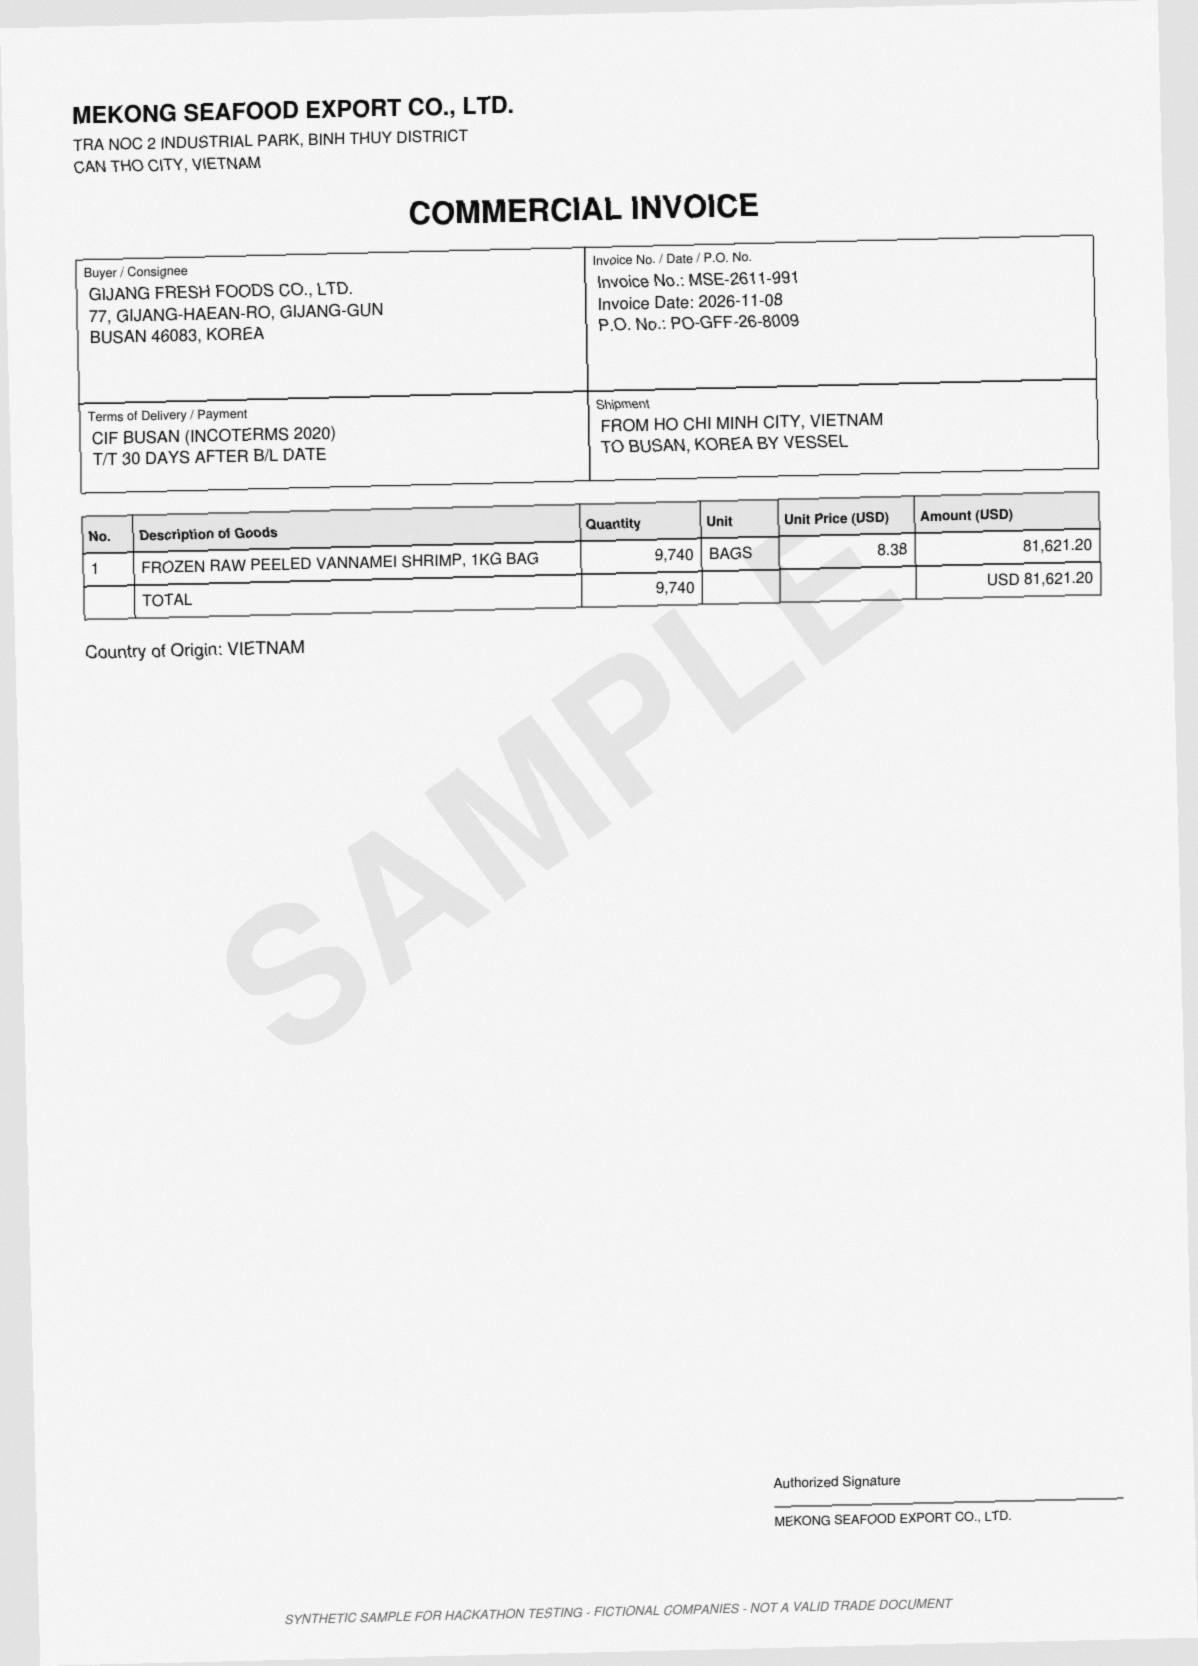 MEKONG SEAFOOD EXPORT CO., LTD.
TRA NOC 2 INDUSTRIAL PARK, BINH THUY DISTRICT
CAN THO CITY, VIETNAM
COMMERCIAL INVOICE
Buyer / Consignee
GIJANG FRESH FOODS CO., LTD.
77, GIJANG-HAEAN-RO, GIJANG-GUN
BUSAN 46083, KOREA
Invoice No. / Date / P.O. No.
Invoice No.: MSE-2611-991
Invoice Date: 2026-11-08
P.O. No.: PO-GFF-26-8009
Terms of Delivery / Payment
CIF BUSAN (INCOTERMS 2020)
T/T 30 DAYS AFTER B/L DATE
Shipment
FROM HO CHI MINH CITY, VIETNAM
TO BUSAN, KOREA BY VESSEL
No. Description of Goods Quantity Unit Unit Price (USD) Amount (USD)
1 FROZEN RAW PEELED VANNAMEI SHRIMP, 1KG BAG 9,740 BAGS 8.38 81,621.20
TOTAL 9,740 USD 81,621.20
Country of Origin: VIETNAM
SAMPLE
Authorized Signature
MEKONG SEAFOOD EXPORT CO., LTD.
SYNTHETIC SAMPLE FOR HACKATHON TESTING - FICTIONAL COMPANIES - NOT A VALID TRADE DOCUMENT